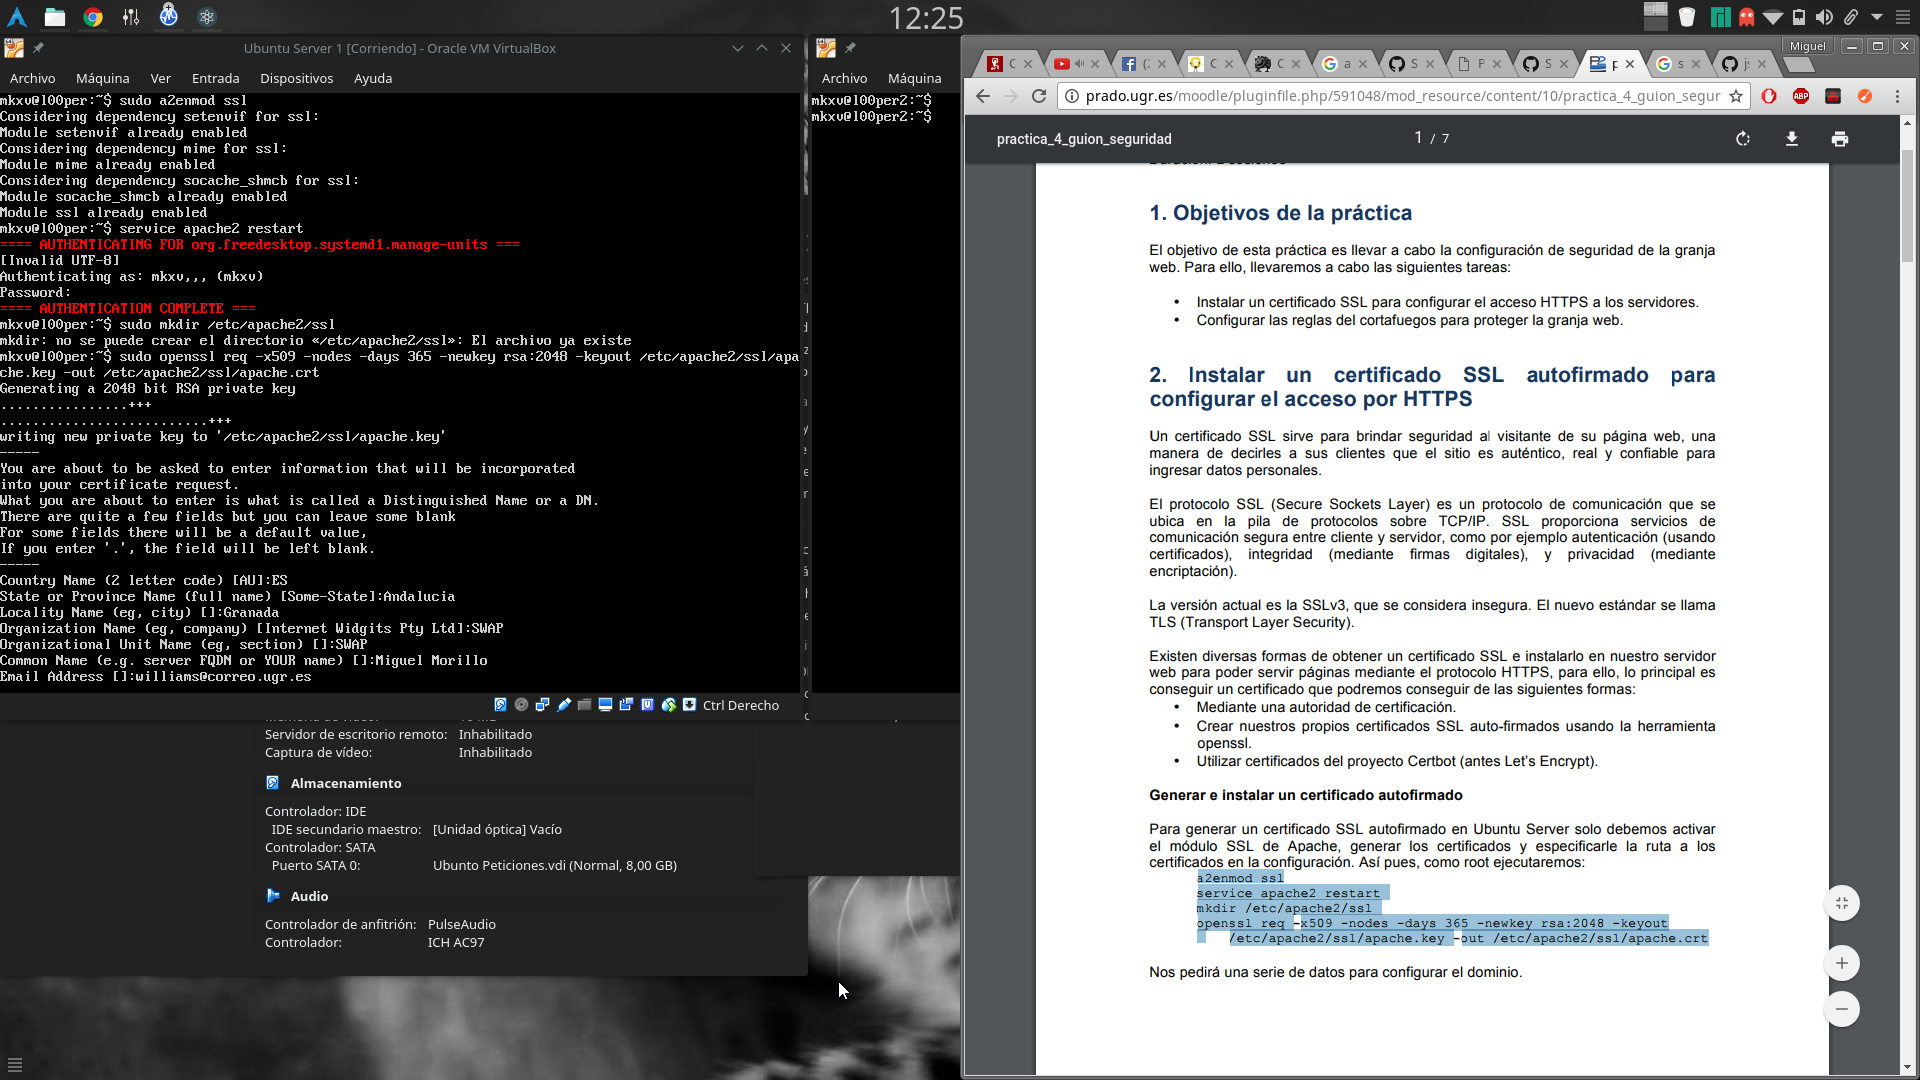 12:25
Ubuntu Server 1 [Corriendo] - Oracle VM VirtualBox
Archivo Máquina Ver Entrada Dispositivos Ayuda
mkxv@100per:~$ sudo a2enmod ssl
Considering dependency setenvif for ssl:
Module setenvif already enabled
Considering dependency mime for ssl:
Module mime already enabled
Considering dependency socache_shmcb for ssl:
Module socache_shmcb already enabled
Module ssl already enabled
mkxv@100per:~$ service apache2 restart
==== AUTHENTICATING FOR org.freedesktop.systemd1.manage-units ===
[Invalid UTF-8]
Authenticating as: mkxv,,, (mkxv)
Password:
==== AUTHENTICATION COMPLETE ===
mkxv@100per:~$ sudo mkdir /etc/apache2/ssl
mkdir: no se puede crear el directorio «/etc/apache2/ssl»: El archivo ya existe
mkxv@100per:~$ sudo openssl req -x509 -nodes -days 365 -newkey rsa:2048 -keyout /etc/apache2/ssl/apa
che.key -out /etc/apache2/ssl/apache.crt
Generating a 2048 bit RSA private key
................+++
..........................+++
writing new private key to '/etc/apache2/ssl/apache.key'
-----
You are about to be asked to enter information that will be incorporated
into your certificate request.
What you are about to enter is what is called a Distinguished Name or a DN.
There are quite a few fields but you can leave some blank
For some fields there will be a default value,
If you enter '.', the field will be left blank.
-----
Country Name (2 letter code) [AU]:ES
State or Province Name (full name) [Some-State]:Andalucia
Locality Name (eg, city) []:Granada
Organization Name (eg, company) [Internet Widgits Pty Ltd]:SWAP
Organizational Unit Name (eg, section) []:SWAP
Common Name (e.g. server FQDN or YOUR name) []:Miguel Morillo
Email Address []:williams@correo.ugr.es
Ctrl Derecho
Servidor de escritorio remoto: Inhabilitado
Captura de vídeo: Inhabilitado
Almacenamiento
Controlador: IDE
IDE secundario maestro: [Unidad óptica] Vacío
Controlador: SATA
Puerto SATA 0: Ubunto Peticiones.vdi (Normal, 8,00 GB)
Audio
Controlador de anfitrión: PulseAudio
Controlador: ICH AC97
Archivo Máquina
mkxv@100per2:~$
mkxv@100per2:~$
Miguel
prado.ugr.es/moodle/pluginfile.php/591048/mod_resource/content/10/practica_4_guion_segur
practica_4_guion_seguridad 1 / 7
1. Objetivos de la práctica
El objetivo de esta práctica es llevar a cabo la configuración de seguridad de la granja
web. Para ello, llevaremos a cabo las siguientes tareas:
• Instalar un certificado SSL para configurar el acceso HTTPS a los servidores.
• Configurar las reglas del cortafuegos para proteger la granja web.
2. Instalar un certificado SSL autofirmado para
configurar el acceso por HTTPS
Un certificado SSL sirve para brindar seguridad al visitante de su página web, una
manera de decirles a sus clientes que el sitio es auténtico, real y confiable para
ingresar datos personales.
El protocolo SSL (Secure Sockets Layer) es un protocolo de comunicación que se
ubica en la pila de protocolos sobre TCP/IP. SSL proporciona servicios de
comunicación segura entre cliente y servidor, como por ejemplo autenticación (usando
certificados), integridad (mediante firmas digitales), y privacidad (mediante
encriptación).
La versión actual es la SSLv3, que se considera insegura. El nuevo estándar se llama
TLS (Transport Layer Security).
Existen diversas formas de obtener un certificado SSL e instalarlo en nuestro servidor
web para poder servir páginas mediante el protocolo HTTPS, para ello, lo principal es
conseguir un certificado que podremos conseguir de las siguientes formas:
• Mediante una autoridad de certificación.
• Crear nuestros propios certificados SSL auto-firmados usando la herramienta
openssl.
• Utilizar certificados del proyecto Certbot (antes Let's Encrypt).
Generar e instalar un certificado autofirmado
Para generar un certificado SSL autofirmado en Ubuntu Server solo debemos activar
el módulo SSL de Apache, generar los certificados y especificarle la ruta a los
certificados en la configuración. Así pues, como root ejecutaremos:
a2enmod ssl
service apache2 restart
mkdir /etc/apache2/ssl
openssl req -x509 -nodes -days 365 -newkey rsa:2048 -keyout
/etc/apache2/ssl/apache.key -out /etc/apache2/ssl/apache.crt
Nos pedirá una serie de datos para configurar el dominio.